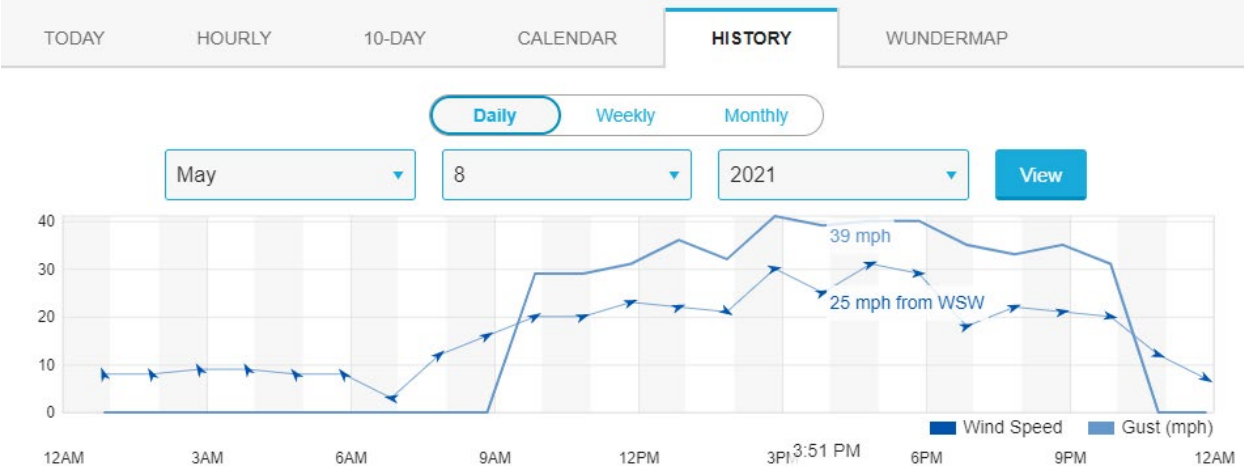 TODAY HOURLY 10-DAY CALENDAR HISTORY WUNDERMAP
Daily Weekly Monthly
May 8 2021 View
40
39 mph
30
25 mph from WSW
20
10
0
Wind Speed Gust (mph)
12AM 3AM 6AM 9AM 12PM 3PM 3:51 PM 6PM 9PM 12AM